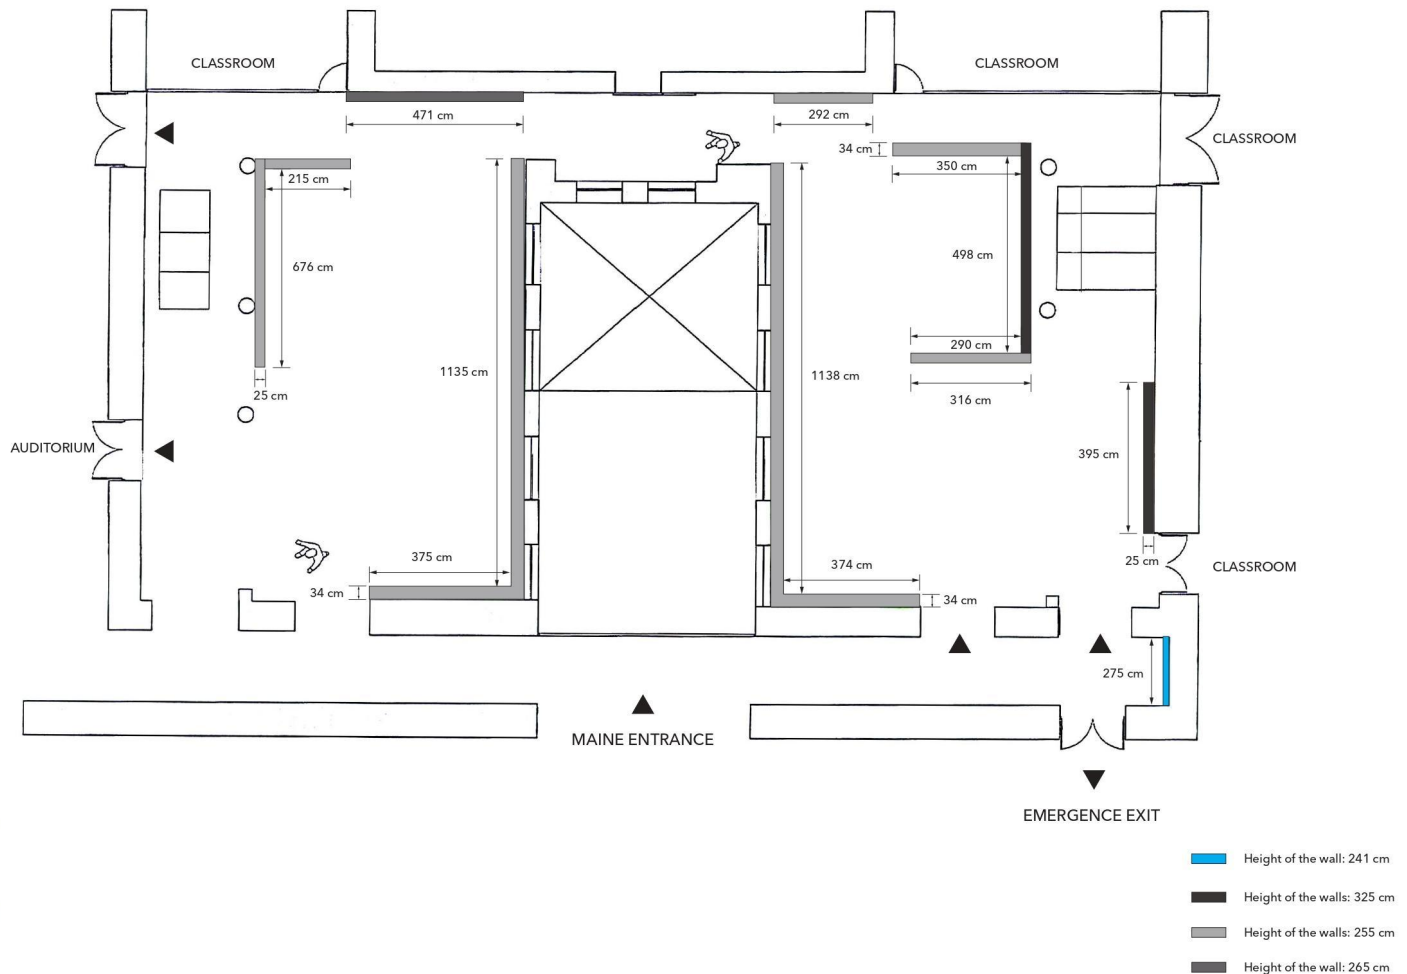 CLASSROOM
CLASSROOM
471 cm
292 cm
CLASSROOM
34 cm
350 cm
215 cm
498 cm
676 cm
290 cm
1135 cm
1138 cm
25 cm
316 cm
AUDITORIUM
395 cm
375 cm
374 cm
25 cm
CLASSROOM
34 cm
34 cm
275 cm
MAINE ENTRANCE
EMERGENCE EXIT
Height of the wall: 241 cm
Height of the walls: 325 cm
Height of the walls: 255 cm
Height of the wall: 265 cm